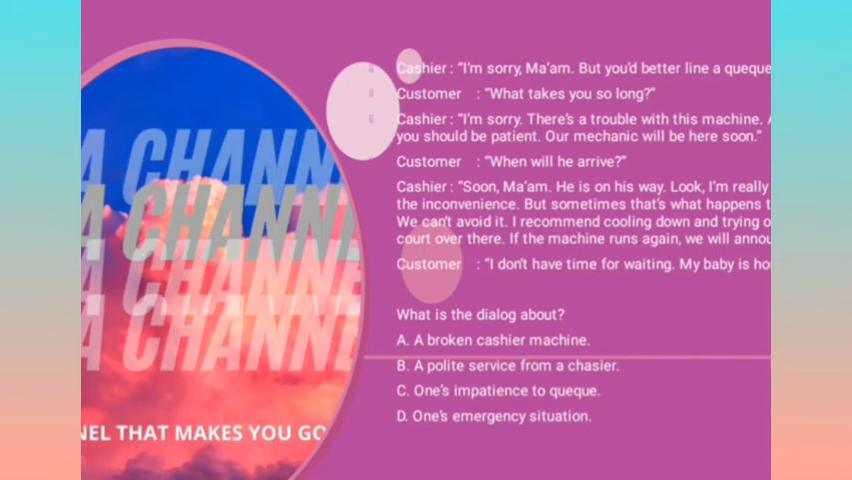 A CHANN
A CHANN
A CHANNE
A CHANN
NEL THAT MAKES YOU GO
Cashier : “I’m sorry, Ma’am. But you’d better line a queque
Customer : “What takes you so long?”
Cashier : “I’m sorry. There’s a trouble with this machine.
you should be patient. Our mechanic will be here soon.”
Customer : “When will he arrive?”
Cashier : “Soon, Ma’am. He is on his way. Look, I’m really
the inconvenience. But sometimes that’s what happens
We can’t avoid it. I recommend cooling down and trying
court over there. If the machine runs again, we will annou
Customer : “I don’t have time for waiting. My baby is
What is the dialog about?
A. A broken cashier machine.
B. A polite service from a chasier.
C. One’s impatience to queque.
D. One’s emergency situation.